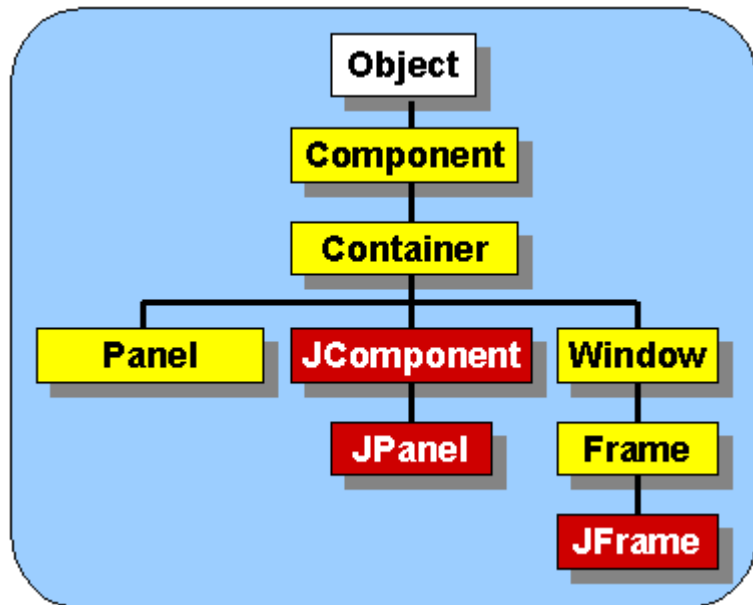 Object
Component
Container
Panel
JComponent
Window
JPanel
Frame
JFrame